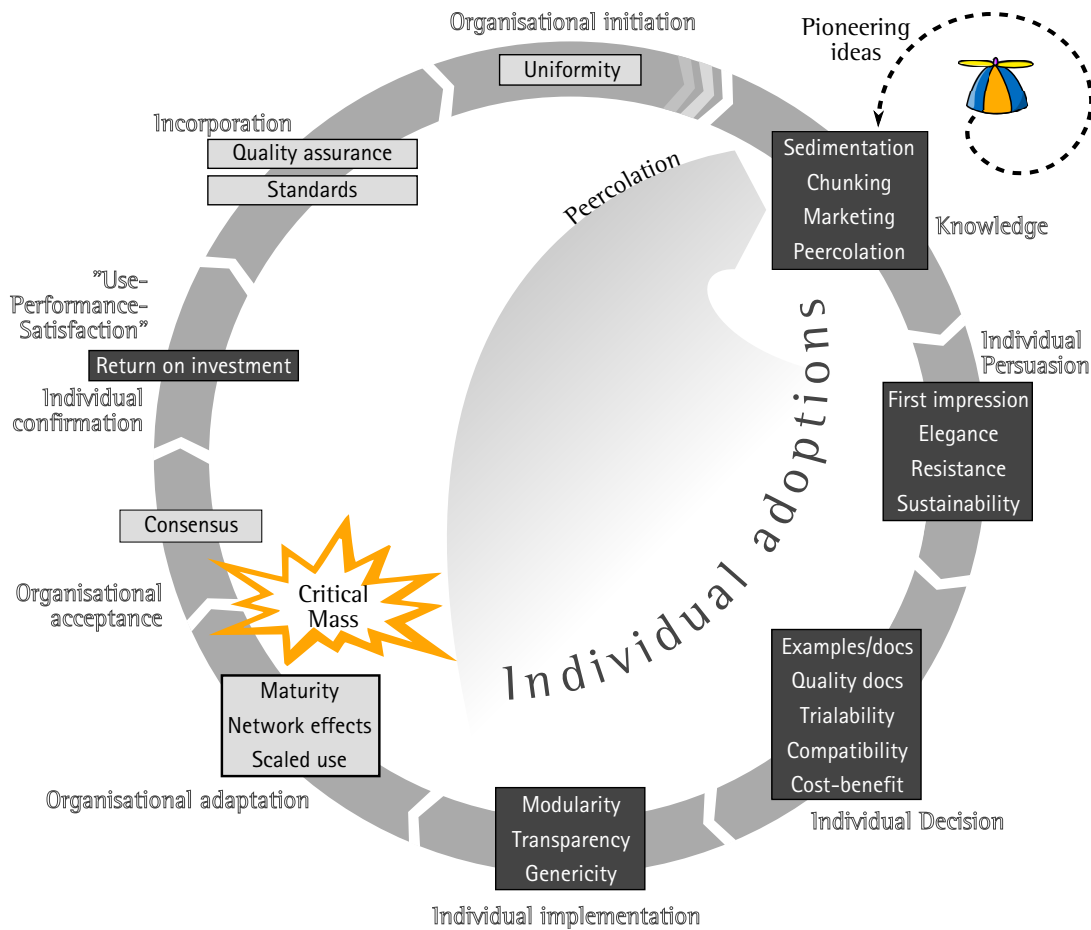 Organisational initiation
Uniformity
Pioneering
ideas
Incorporation
Quality assurance
Standards
Peercolation
Sedimentation
Chunking
Marketing
Peercolation
Knowledge
"Use-
Performance-
Satisfaction"
Return on investment
Individual
confirmation
Individual
Persuasion
First impression
Elegance
Resistance
Sustainability
Individual adoptions
Consensus
Organisational
acceptance
Critical
Mass
Maturity
Network effects
Scaled use
Organisational adaptation
Examples/docs
Quality docs
Trialability
Compatibility
Cost-benefit
Individual Decision
Modularity
Transparency
Genericity
Individual implementation